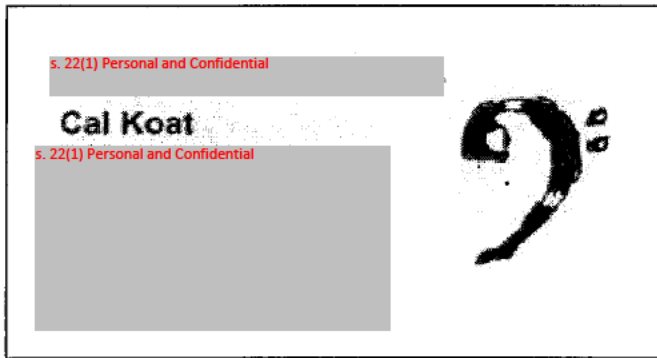 s. 22(1) Personal and Confidential
Cal Koat
s. 22(1) Personal and Confidential